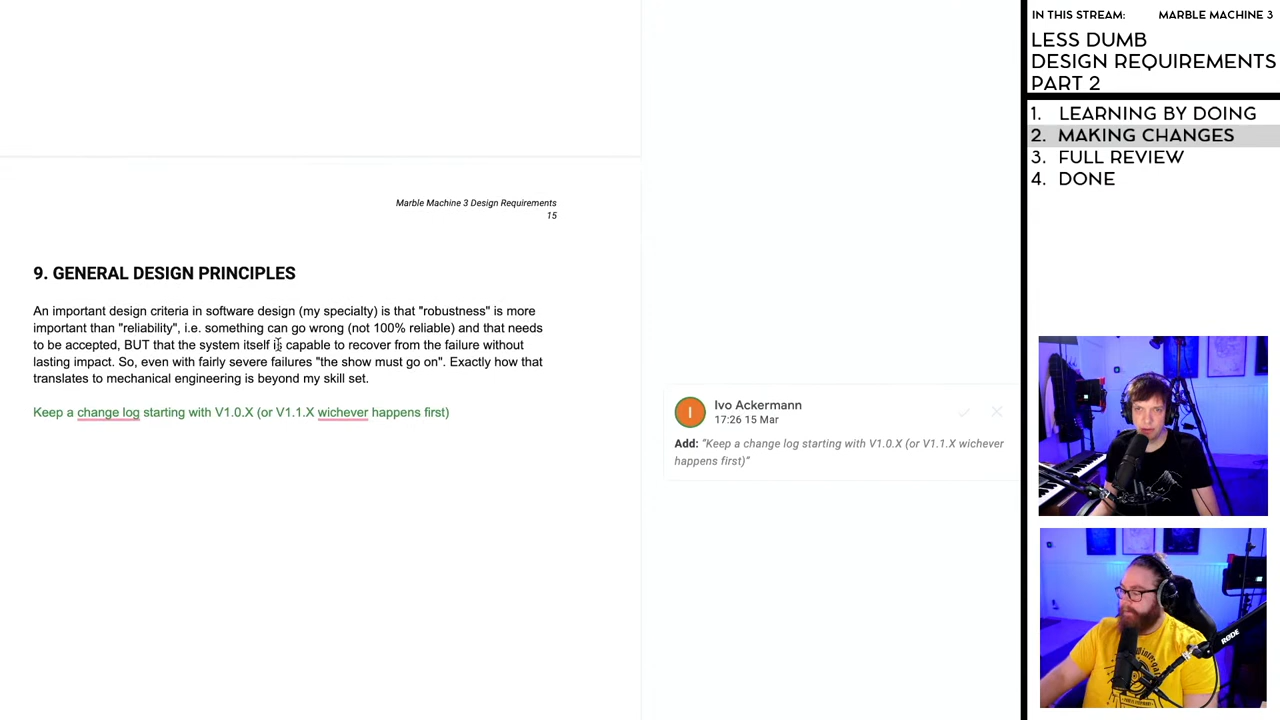 Marble Machine 3 Design Requirements
15
9. GENERAL DESIGN PRINCIPLES
An important design criteria in software design (my specialty) is that "robustness" is more
important than "reliability", i.e. something can go wrong (not 100% reliable) and that needs
to be accepted, BUT that the system itself is capable to recover from the failure without
lasting impact. So, even with fairly severe failures "the show must go on". Exactly how that
translates to mechanical engineering is beyond my skill set.
Keep a change log starting with V1.0.X (or V1.1.X wichever happens first)
I
Ivo Ackermann
17:26 15 Mar
Add: "Keep a change log starting with V1.0.X (or V1.1.X wichever
happens first)"
IN THIS STREAM: MARBLE MACHINE 3
LESS DUMB
DESIGN REQUIREMENTS
PART 2
1. LEARNING BY DOING
2. MAKING CHANGES
3. FULL REVIEW
4. DONE
RØDE